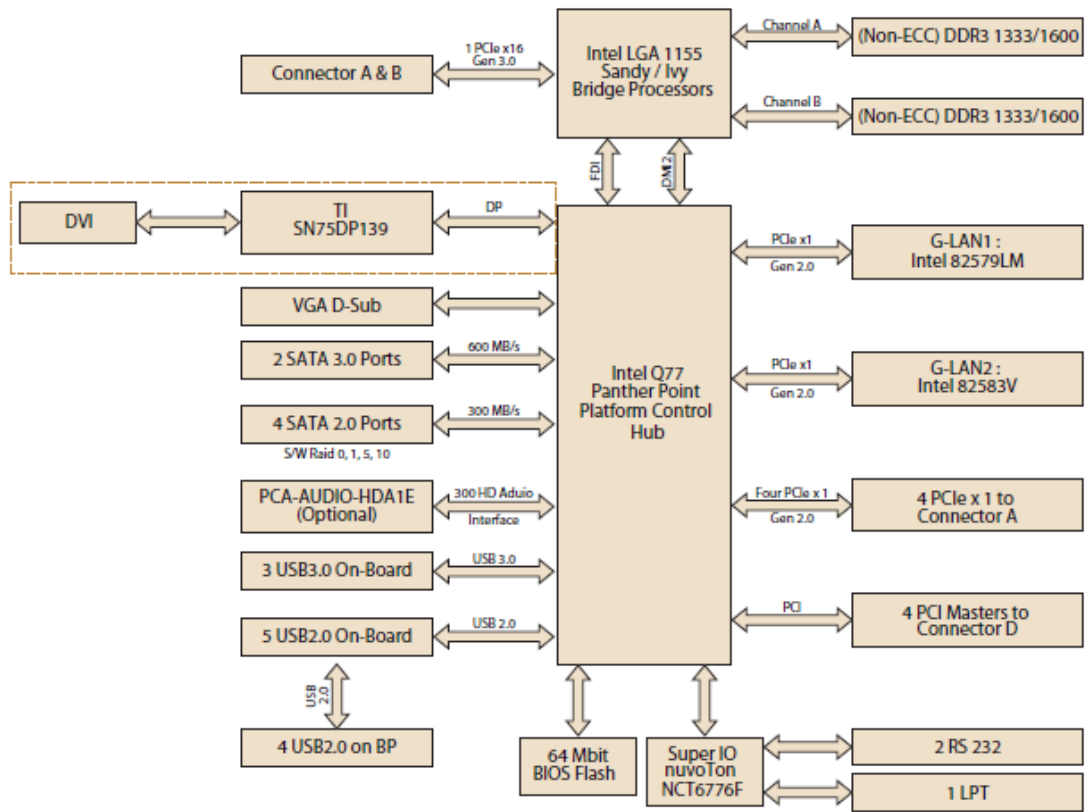 Connector A & B
1 PCIe x16
Gen 3.0
Intel LGA 1155
Sandy / Ivy
Bridge Processors
Channel A
(Non-ECC) DDR3 1333/1600
Channel B
(Non-ECC) DDR3 1333/1600
FDI
DMI 2
DVI
TI
SN75DP139
DP
VGA D-Sub
2 SATA 3.0 Ports
600 MB/s
4 SATA 2.0 Ports
300 MB/s
S/W Raid 0, 1, 5, 10
PCA-AUDIO-HDA1E
(Optional)
300 HD Aduio
Interface
3 USB3.0 On-Board
USB 3.0
5 USB2.0 On-Board
USB 2.0
USB
2.0
4 USB2.0 on BP
Intel Q77
Panther Point
Platform Control
Hub
PCIe x1
Gen 2.0
G-LAN1 :
Intel 82579LM
PCIe x1
Gen 2.0
G-LAN2 :
Intel 82583V
Four PCIe x 1
Gen 2.0
4 PCIe x 1 to
Connector A
PCI
4 PCI Masters to
Connector D
64 Mbit
BIOS Flash
Super IO
nuvoTon
NCT6776F
2 RS 232
1 LPT